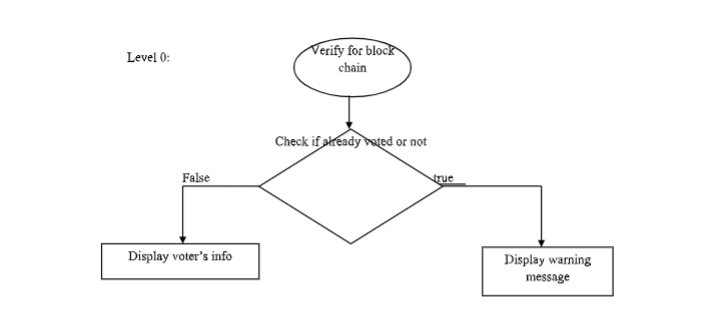 Level 0:
Verify for block
chain
Check if already voted or not
False
true
Display voter's info
Display warning
message